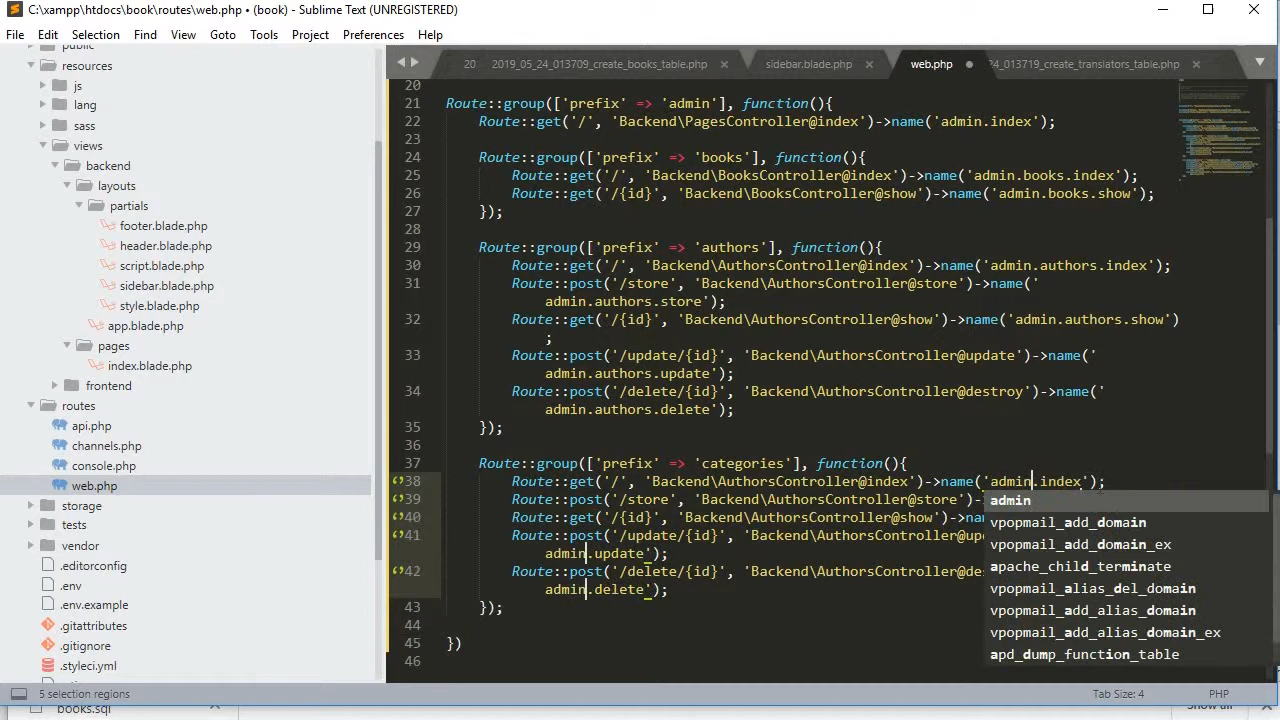 C:\xampp\htdocs\book\routes\web.php • (book) - Sublime Text (UNREGISTERED)
File Edit Selection Find View Goto Tools Project Preferences Help
public
resources
js
lang
sass
views
backend
layouts
partials
footer.blade.php
header.blade.php
script.blade.php
sidebar.blade.php
style.blade.php
app.blade.php
pages
index.blade.php
frontend
routes
api.php
channels.php
console.php
web.php
storage
tests
vendor
.editorconfig
.env
.env.example
.gitattributes
.gitignore
.styleci.yml
20 2019_05_24_013709_create_books_table.php sidebar.blade.php web.php 24_013719_create_translators_table.php
20
21 Route::group(['prefix' => 'admin'], function(){
22 Route::get('/', 'Backend\PagesController@index')->name('admin.index');
23
24 Route::group(['prefix' => 'books'], function(){
25 Route::get('/', 'Backend\BooksController@index')->name('admin.books.index');
26 Route::get('/{id}', 'Backend\BooksController@show')->name('admin.books.show');
27 });
28
29 Route::group(['prefix' => 'authors'], function(){
30 Route::get('/', 'Backend\AuthorsController@index')->name('admin.authors.index');
31 Route::post('/store', 'Backend\AuthorsController@store')->name('
admin.authors.store');
32 Route::get('/{id}', 'Backend\AuthorsController@show')->name('admin.authors.show')
;
33 Route::post('/update/{id}', 'Backend\AuthorsController@update')->name('
admin.authors.update');
34 Route::post('/delete/{id}', 'Backend\AuthorsController@destroy')->name('
admin.authors.delete');
35 });
36
37 Route::group(['prefix' => 'categories'], function(){
38 Route::get('/', 'Backend\AuthorsController@index')->name('admin.index');
39 Route::post('/store', 'Backend\AuthorsController@store')-
40 Route::get('/{id}', 'Backend\AuthorsController@show')->na
41 Route::post('/update/{id}', 'Backend\AuthorsController@up
admin.update');
42 Route::post('/delete/{id}', 'Backend\AuthorsController@de
admin.delete');
43 });
44
45 })
46
admin
vpopmail_add_domain
vpopmail_add_domain_ex
apache_child_terminate
vpopmail_alias_del_domain
vpopmail_add_alias_domain
vpopmail_add_alias_domain_ex
apd_dump_function_table
5 selection regions Tab Size: 4 PHP
books.sql Show all